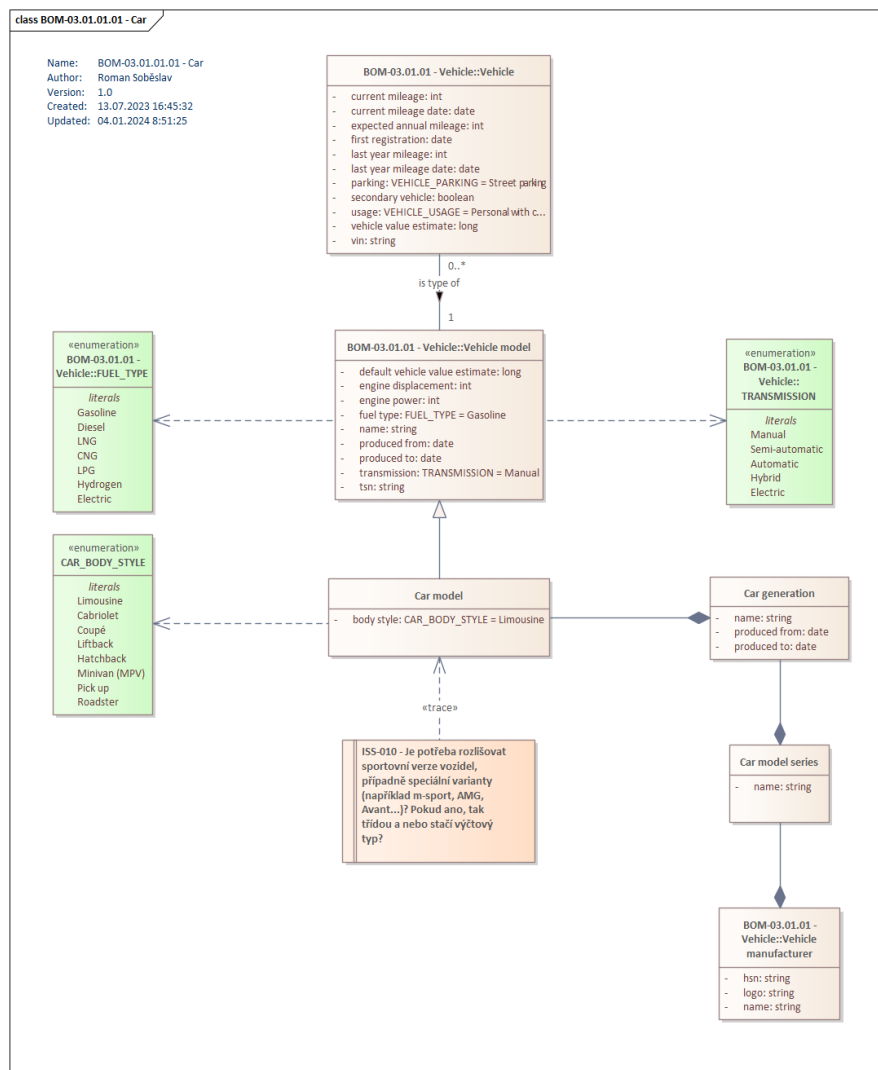 class BOM-03.01.01.01 - Car
Name: BOM-03.01.01.01 - Car
Author: Roman Soběslav
Version: 1.0
Created: 13.07.2023 16:45:32
Updated: 04.01.2024 8:51:25
BOM-03.01.01 - Vehicle::Vehicle
- current mileage: int
- current mileage date: date
- expected annual mileage: int
- first registration: date
- last year mileage: int
- last year mileage date: date
- parking: VEHICLE_PARKING = Street parking
- secondary vehicle: boolean
- usage: VEHICLE_USAGE = Personal with c...
- vehicle value estimate: long
- vin: string
0..*
is type of
1
«enumeration»
BOM-03.01.01 -
Vehicle::FUEL_TYPE
literals
Gasoline
Diesel
LNG
CNG
LPG
Hydrogen
Electric
BOM-03.01.01 - Vehicle::Vehicle model
- default vehicle value estimate: long
- engine displacement: int
- engine power: int
- fuel type: FUEL_TYPE = Gasoline
- name: string
- produced from: date
- produced to: date
- transmission: TRANSMISSION = Manual
- tsn: string
«enumeration»
BOM-03.01.01 -
Vehicle::
TRANSMISSION
literals
Manual
Semi-automatic
Automatic
Hybrid
Electric
«enumeration»
CAR_BODY_STYLE
literals
Limousine
Cabriolet
Coupé
Liftback
Hatchback
Minivan (MPV)
Pick up
Roadster
Car model
- body style: CAR_BODY_STYLE = Limousine
Car generation
- name: string
- produced from: date
- produced to: date
«trace»
ISS-010 - Je potřeba rozlišovat
sportovní verze vozidel,
případně speciální varianty
(například m-sport, AMG,
Avant...)? Pokud ano, tak
třídou a nebo stačí výčtový
typ?
Car model series
- name: string
BOM-03.01.01 -
Vehicle::Vehicle
manufacturer
- hsn: string
- logo: string
- name: string